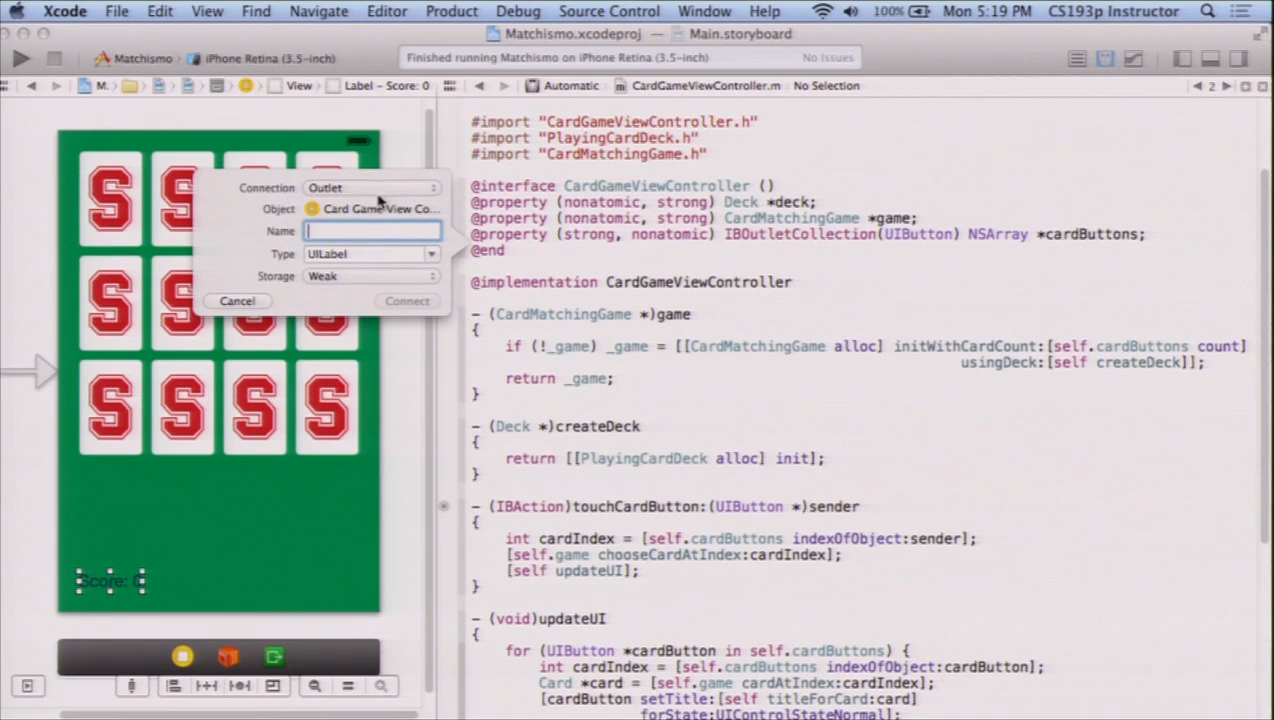 Xcode File Edit View Find Navigate Editor Product Debug Source Control Window Help 100% Mon 5:19 PM CS193p Instructor
Matchismo.xcodeproj — Main.storyboard
Matchismo iPhone Retina (3.5-inch) Finished running Matchismo on iPhone Retina (3.5-inch) No Issues
M. View Label – Score: 0 Automatic CardGameViewController.m No Selection 2
S S S S
S S S S
S S S S
Score: 0
Connection Outlet
Object Card Game View Co...
Name
Type UILabel
Storage Weak
Cancel Connect
#import "CardGameViewController.h"
#import "PlayingCardDeck.h"
#import "CardMatchingGame.h"
@interface CardGameViewController ()
@property (nonatomic, strong) Deck *deck;
@property (nonatomic, strong) CardMatchingGame *game;
@property (strong, nonatomic) IBOutletCollection(UIButton) NSArray *cardButtons;
@end
@implementation CardGameViewController
- (CardMatchingGame *)game
{
if (!_game) _game = [[CardMatchingGame alloc] initWithCardCount:[self.cardButtons count]
usingDeck:[self createDeck]];
return _game;
}
- (Deck *)createDeck
{
return [[PlayingCardDeck alloc] init];
}
- (IBAction)touchCardButton:(UIButton *)sender
{
int cardIndex = [self.cardButtons indexOfObject:sender];
[self.game chooseCardAtIndex:cardIndex];
[self updateUI];
}
- (void)updateUI
{
for (UIButton *cardButton in self.cardButtons) {
int cardIndex = [self.cardButtons indexOfObject:cardButton];
Card *card = [self.game cardAtIndex:cardIndex];
[cardButton setTitle:[self titleForCard:card]
forState:UIControlStateNormal];